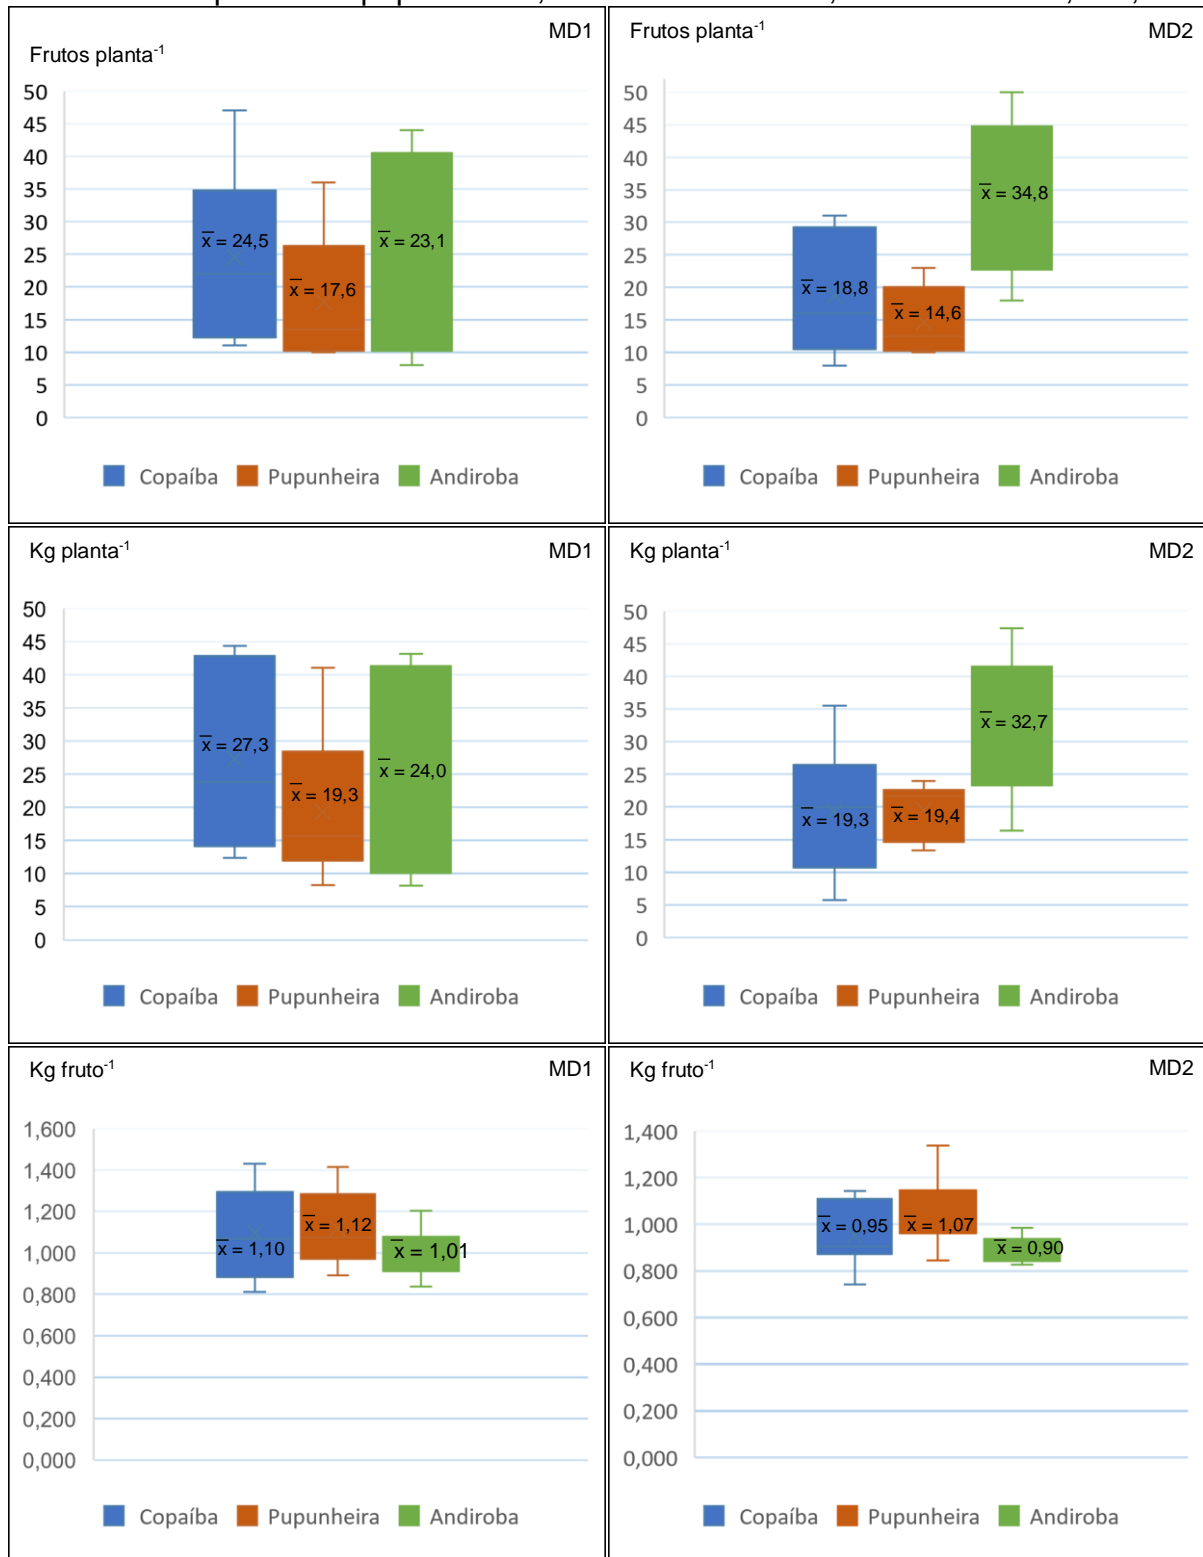 MD1
Frutos planta⁻¹
50
45
40
35
30
25
20
15
10
5
0
x̅ = 24,5
x̅ = 17,6
x̅ = 23,1
Copaíba Pupunheira Andiroba
Frutos planta⁻¹ MD2
50
45
40
35
30
25
20
15
10
5
0
x̅ = 18,8
x̅ = 14,6
x̅ = 34,8
Copaíba Pupunheira Andiroba
Kg planta⁻¹ MD1
50
45
40
35
30
25
20
15
10
5
0
x̅ = 27,3
x̅ = 19,3
x̅ = 24,0
Copaíba Pupunheira Andiroba
Kg planta⁻¹ MD2
50
45
40
35
30
25
20
15
10
5
0
x̅ = 19,3
x̅ = 19,4
x̅ = 32,7
Copaíba Pupunheira Andiroba
Kg fruto⁻¹ MD1
1,600
1,400
1,200
1,000
0,800
0,600
0,400
0,200
0,000
x̅ = 1,10
x̅ = 1,12
x̅ = 1,01
Copaíba Pupunheira Andiroba
Kg fruto⁻¹ MD2
1,400
1,200
1,000
0,800
0,600
0,400
0,200
0,000
x̅ = 0,95
x̅ = 1,07
x̅ = 0,90
Copaíba Pupunheira Andiroba